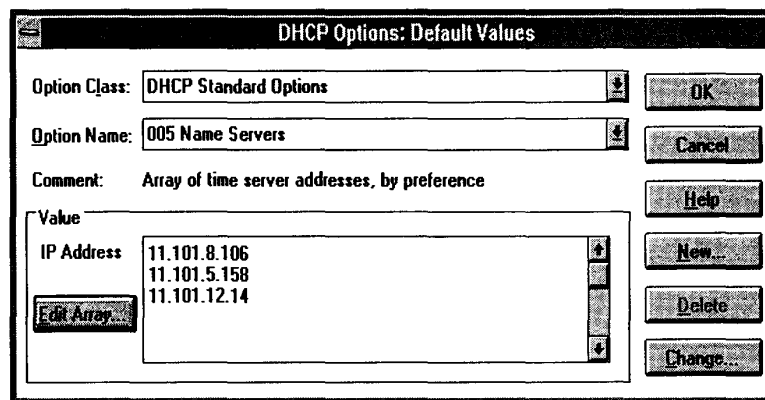 DHCP Options: Default Values
Option Class: DHCP Standard Options
OK
Option Name: 005 Name Servers
Cancel
Comment: Array of time server addresses, by preference
Help
Value
IP Address
11.101.8.106
11.101.5.158
11.101.12.14
Edit Array...
New...
Delete
Change...